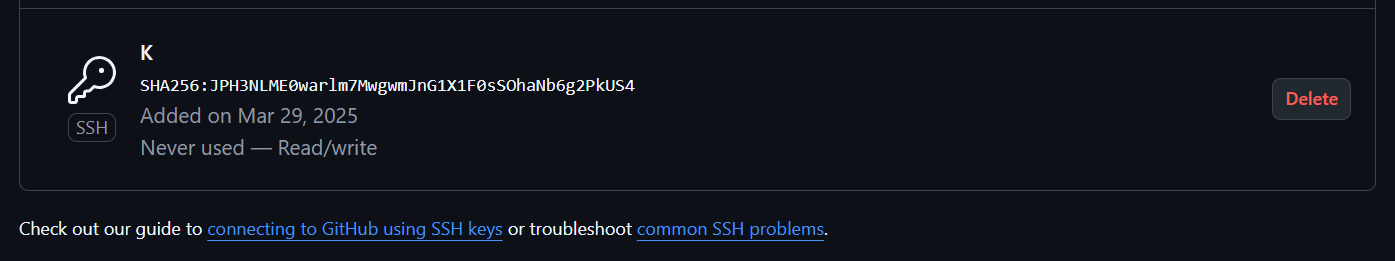 K
SHA256:JPH3NLME0warlm7MwgwmJnG1X1F0sSOhaNb6g2PkUS4
SSH
Added on Mar 29, 2025
Never used — Read/write
Delete
Check out our guide to connecting to GitHub using SSH keys or troubleshoot common SSH problems.